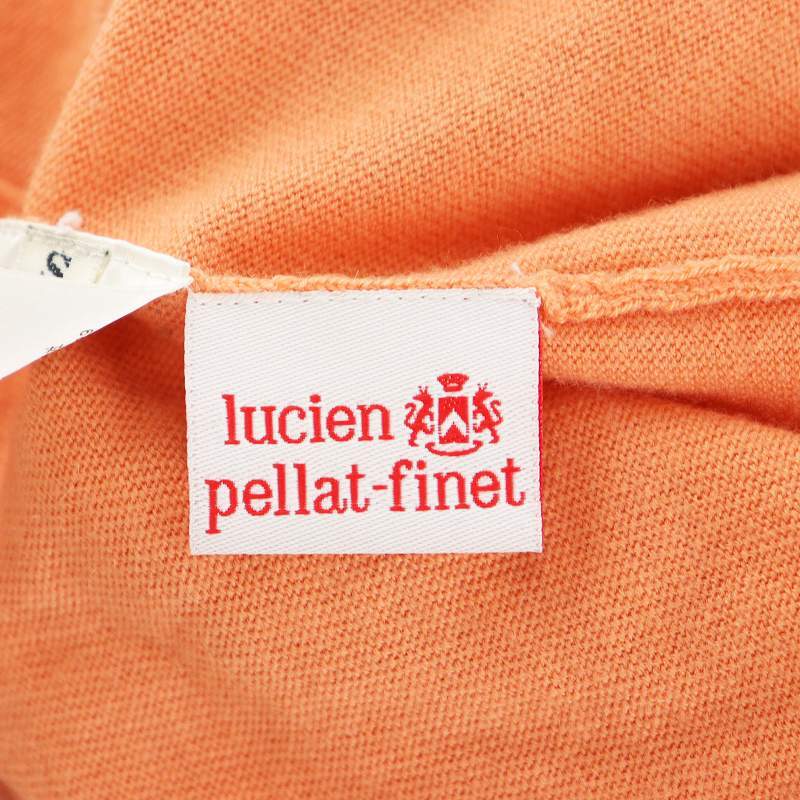 lucien
pellat-finet
S